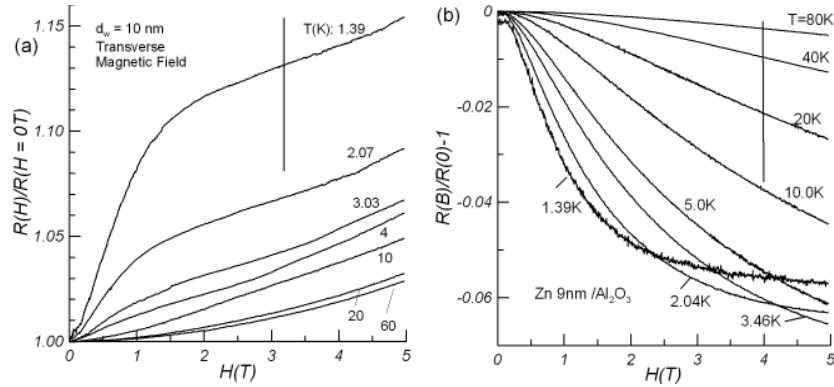 (a)
d_w = 10 nm
Transverse
Magnetic Field
T(K): 1.39
2.07
3.03
4
10
20
60
R(H)/R(H = 0T)
1.15
1.10
1.05
1.00
0 1 2 3 4 5
H(T)
(b)
T=80K
40K
20K
10.0K
5.0K
1.39K
2.04K
3.46K
Zn 9nm /Al₂O₃
R(B)/R(0)-1
0
-0.02
-0.04
-0.06
0 1 2 3 4 5
H(T)